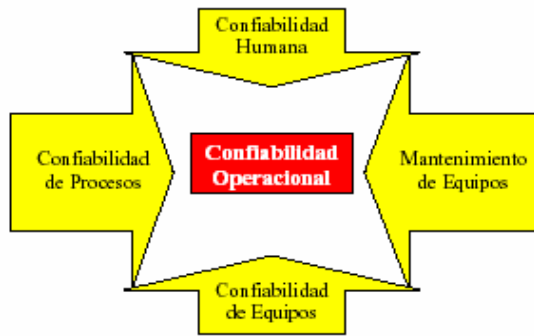 Confiabilidad
Humana
Confiabilidad
de Procesos
Confiabilidad
Operacional
Mantenimiento
de Equipos
Confiabilidad
de Equipos